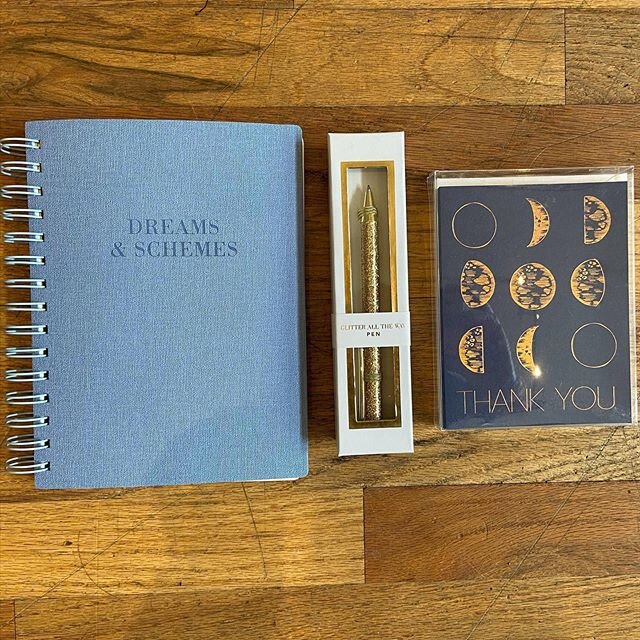 DREAMS
& SCHEMES
GLITTER ALL THE WAY
PEN
THANK YOU